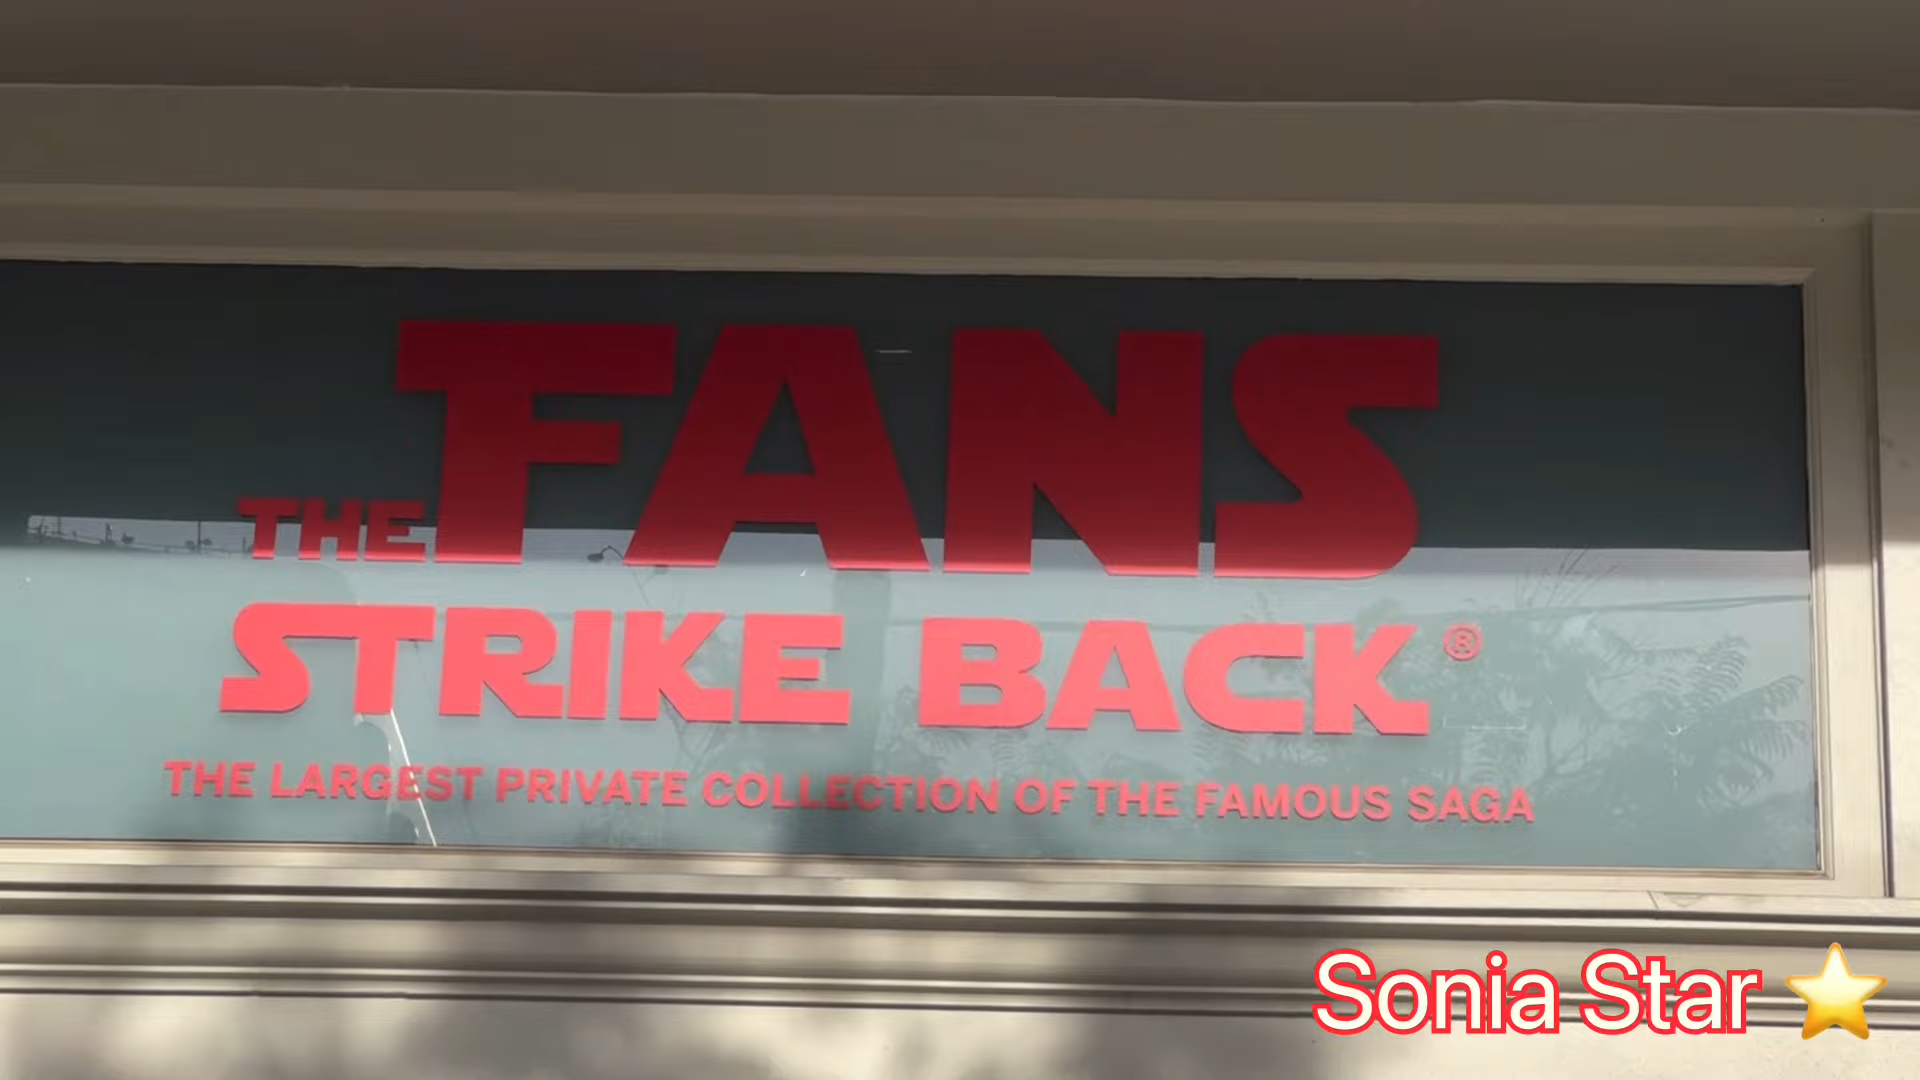 THE FANS
STRIKE BACK®
THE LARGEST PRIVATE COLLECTION OF THE FAMOUS SAGA
Sonia Star ⭐